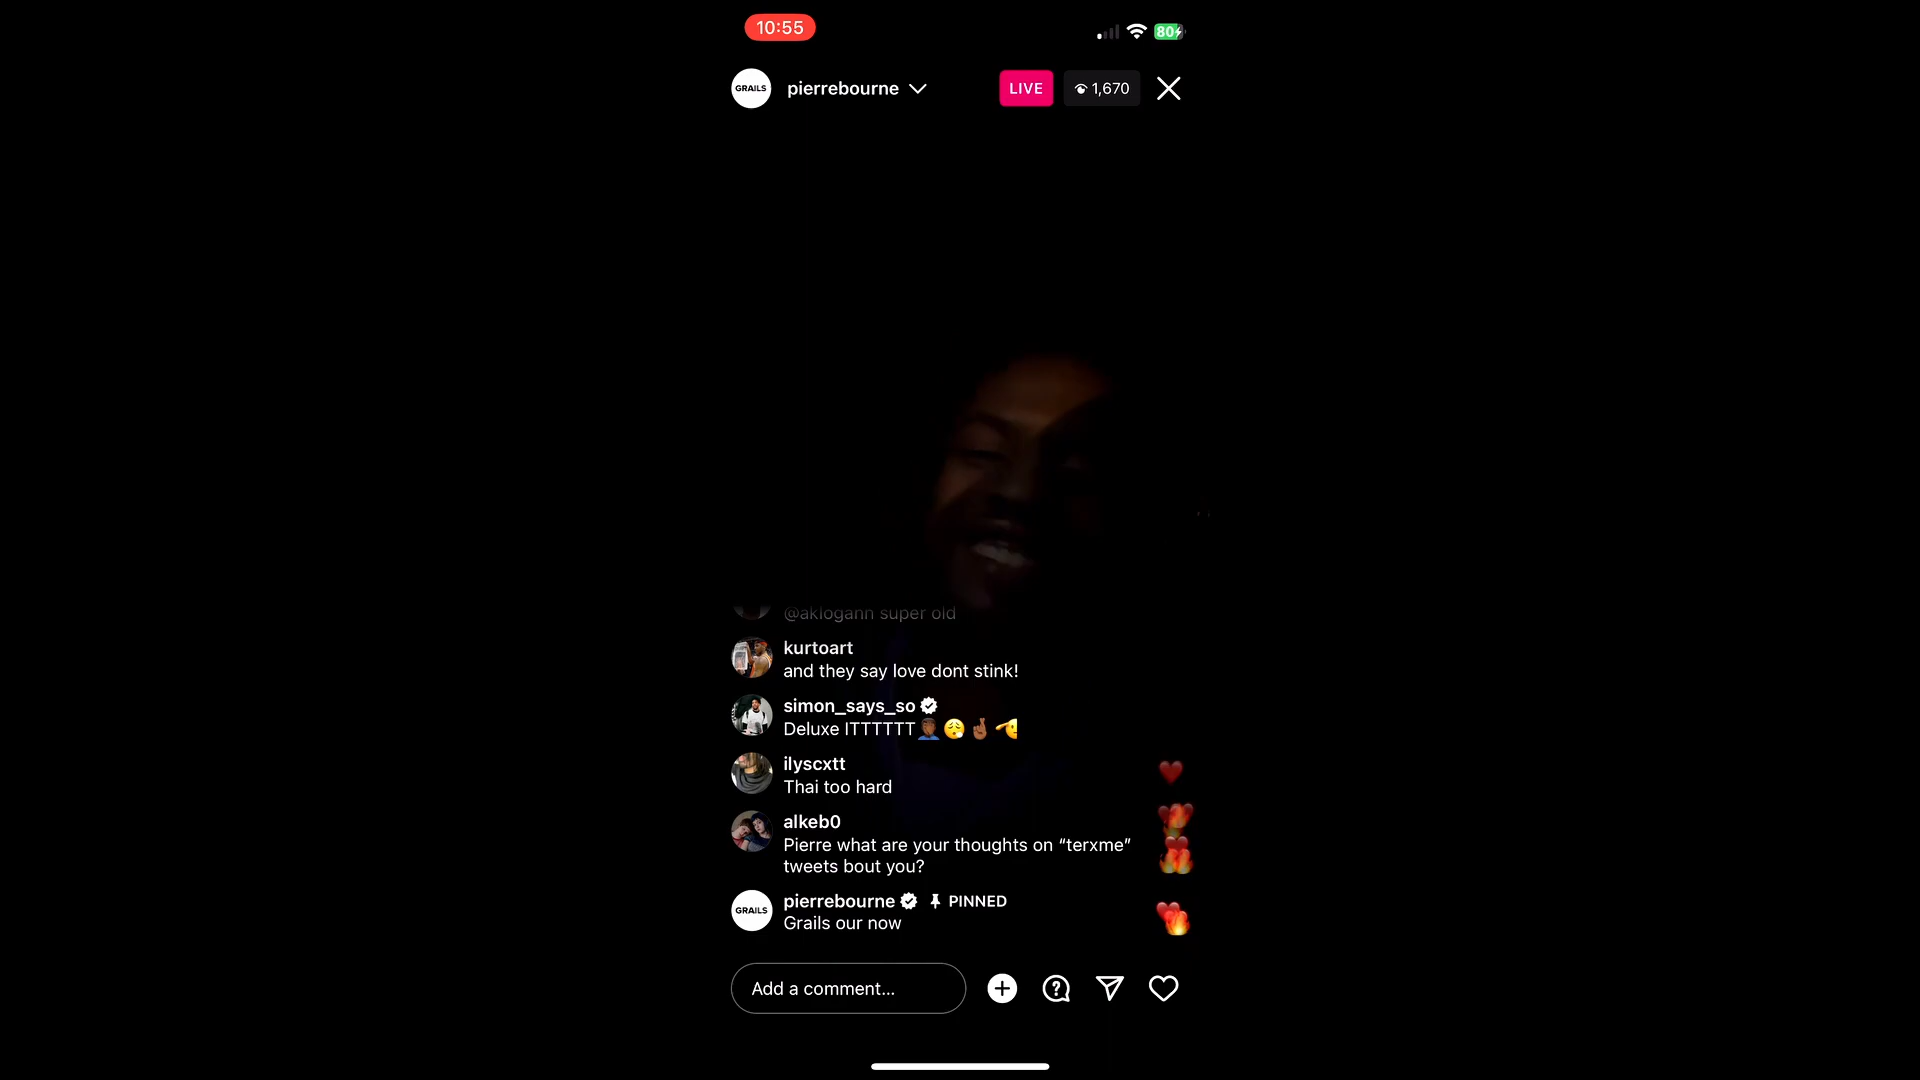 10:55
80
GRAILS
pierrebourne
LIVE
1,670
@aklogann super old
kurtoart
and they say love dont stink!
simon_says_so
Deluxe ITTTTTT🤦🏾‍♂️😮‍💨🤞🏾🫡
ilyscxtt
Thai too hard
alkeb0
Pierre what are your thoughts on “terxme”
tweets bout you?
GRAILS
pierrebourne PINNED
Grails our now
Add a comment...